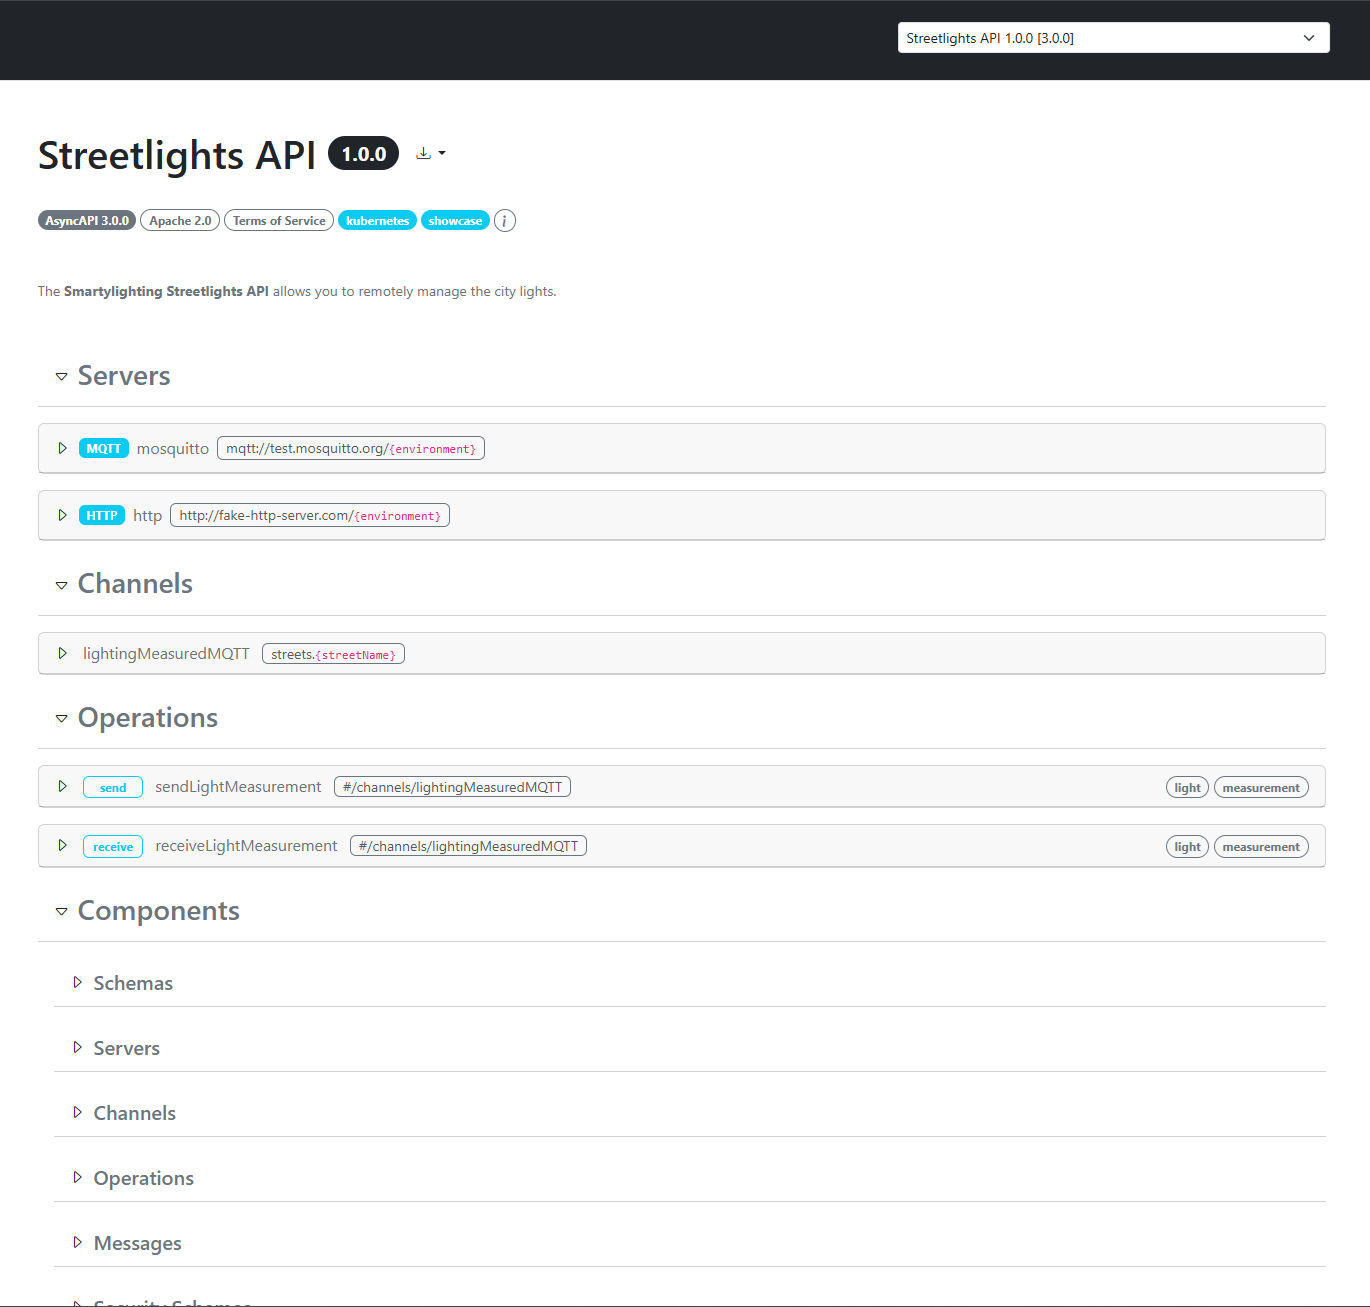 Streetlights API 1.0.0 [3.0.0]
Streetlights API 1.0.0
AsyncAPI 3.0.0 Apache 2.0 Terms of Service kubernetes showcase i
The Smartylighting Streetlights API allows you to remotely manage the city lights.
Servers
MQTT mosquitto mqtt://test.mosquitto.org/{environment}
HTTP http http://fake-http-server.com/{environment}
Channels
lightingMeasuredMQTT streets.{streetName}
Operations
send sendLightMeasurement #/channels/lightingMeasuredMQTT light measurement
receive receiveLightMeasurement #/channels/lightingMeasuredMQTT light measurement
Components
Schemas
Servers
Channels
Operations
Messages
Security Schemes